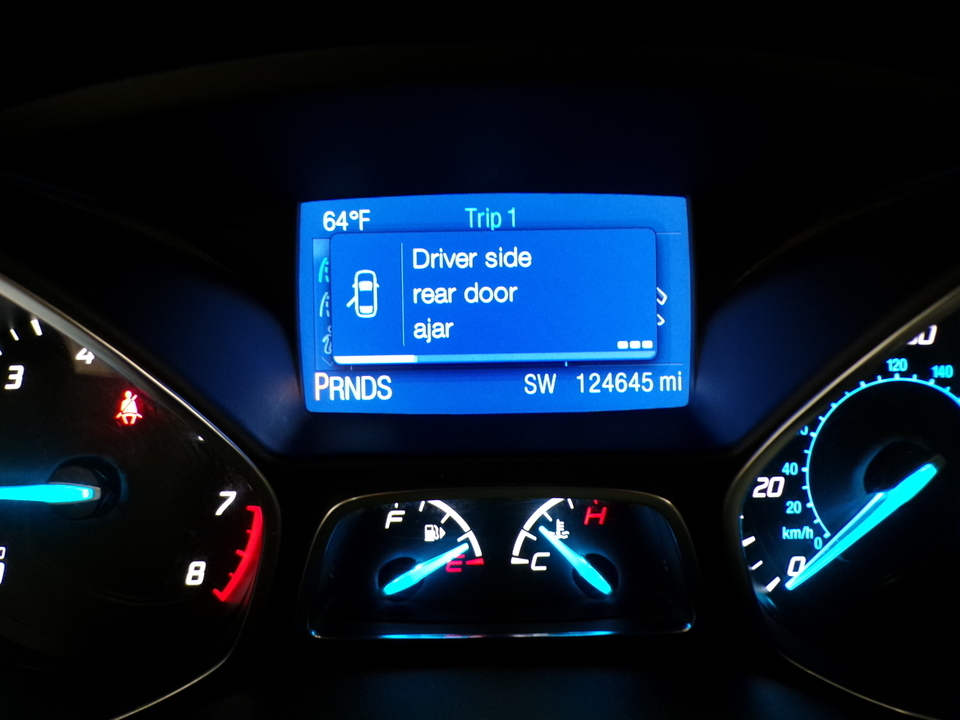 64°F Trip 1
Driver side
rear door
ajar
PRNDS SW 124645 mi
3
4
7
8
F
E
H
C
120
140
40
20
20
km/h
0
0